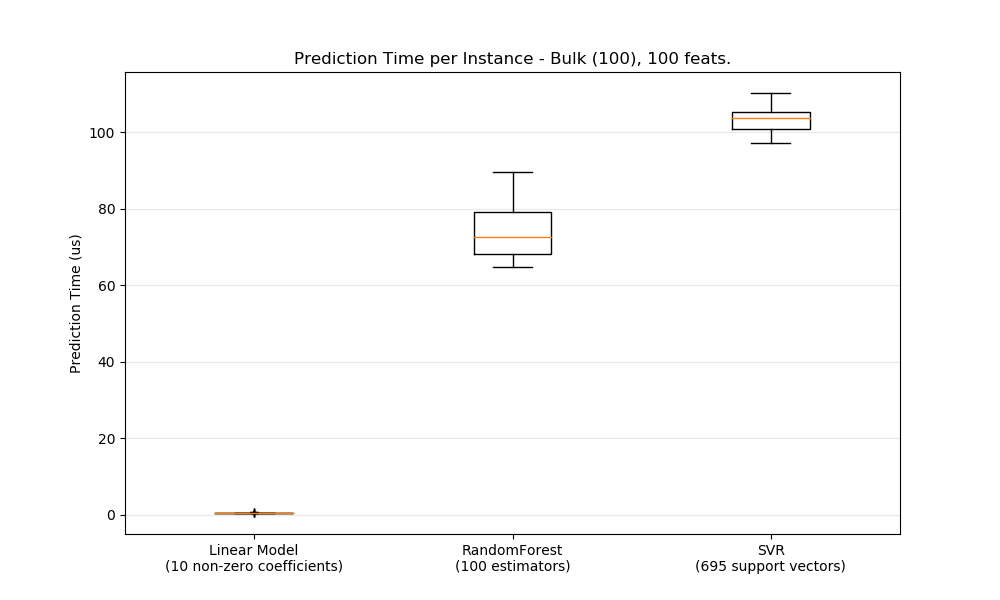 Prediction Time per Instance - Bulk (100), 100 feats.
Prediction Time (us)
100
80
60
40
20
0
Linear Model
(10 non-zero coefficients)
RandomForest
(100 estimators)
SVR
(695 support vectors)